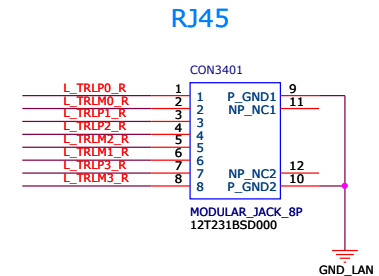 RJ45
CON3401
L_TRLP0_R 1 1 P_GND1 9
L_TRLM0_R 2 2 NP_NC1 11
L_TRLP1_R 3 3
L_TRLP2_R 4 4
L_TRLM2_R 5 5
L_TRLM1_R 6 6
L_TRLP3_R 7 7 NP_NC2 12
L_TRLM3_R 8 8 P_GND2 10
MODULAR_JACK_8P
12T231BSD000
GND_LAN